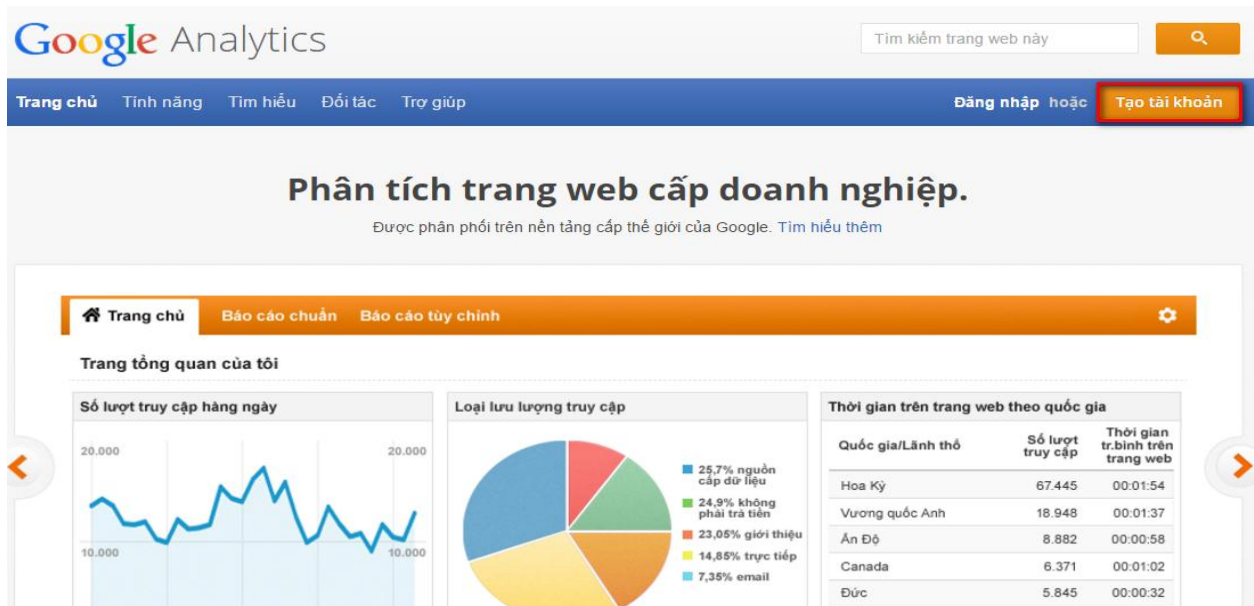 Google Analytics
Tìm kiếm trang web này
Trang chủ Tính năng Tìm hiểu Đối tác Trợ giúp Đăng nhập hoặc Tạo tài khoản
Phân tích trang web cấp doanh nghiệp.
Được phân phối trên nền tảng cấp thế giới của Google. Tìm hiểu thêm
Trang chủ Báo cáo chuẩn Báo cáo tùy chỉnh
Trang tổng quan của tôi
Số lượt truy cập hàng ngày
20.000 20.000
10.000 10.000
Loại lưu lượng truy cập
25,7% nguồn
cấp dữ liệu
24,9% không
phải trả tiền
23,05% giới thiệu
14,85% trực tiếp
7,35% email
Thời gian trên trang web theo quốc gia
Quốc gia/Lãnh thổ Số lượt truy cập Thời gian tr.bình trên trang web
Hoa Kỳ 67.445 00:01:54
Vương quốc Anh 18.948 00:01:37
Ấn Độ 8.882 00:00:58
Canada 6.371 00:01:02
Đức 5.845 00:00:32